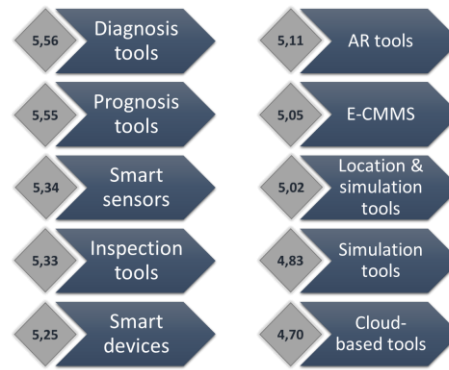 5,56
Diagnosis
tools
5,55
Prognosis
tools
5,34
Smart
sensors
5,33
Inspection
tools
5,25
Smart
devices
5,11
AR tools
5,05
E-CMMS
5,02
Location &
simulation
tools
4,83
Simulation
tools
4,70
Cloud-
based tools